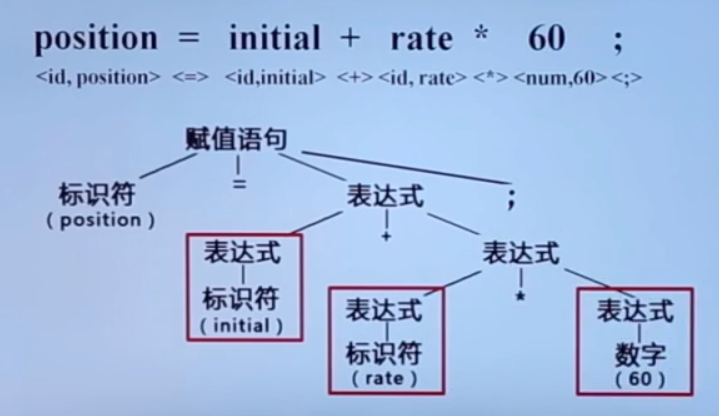 position = initial + rate * 60 ;
<id, position> <=> <id,initial> <+> <id, rate> <*> <num,60> <;>
赋值语句
标识符
(position)
=
表达式
;
+
表达式
标识符
(initial)
表达式
*
表达式
标识符
(rate)
表达式
数字
(60)